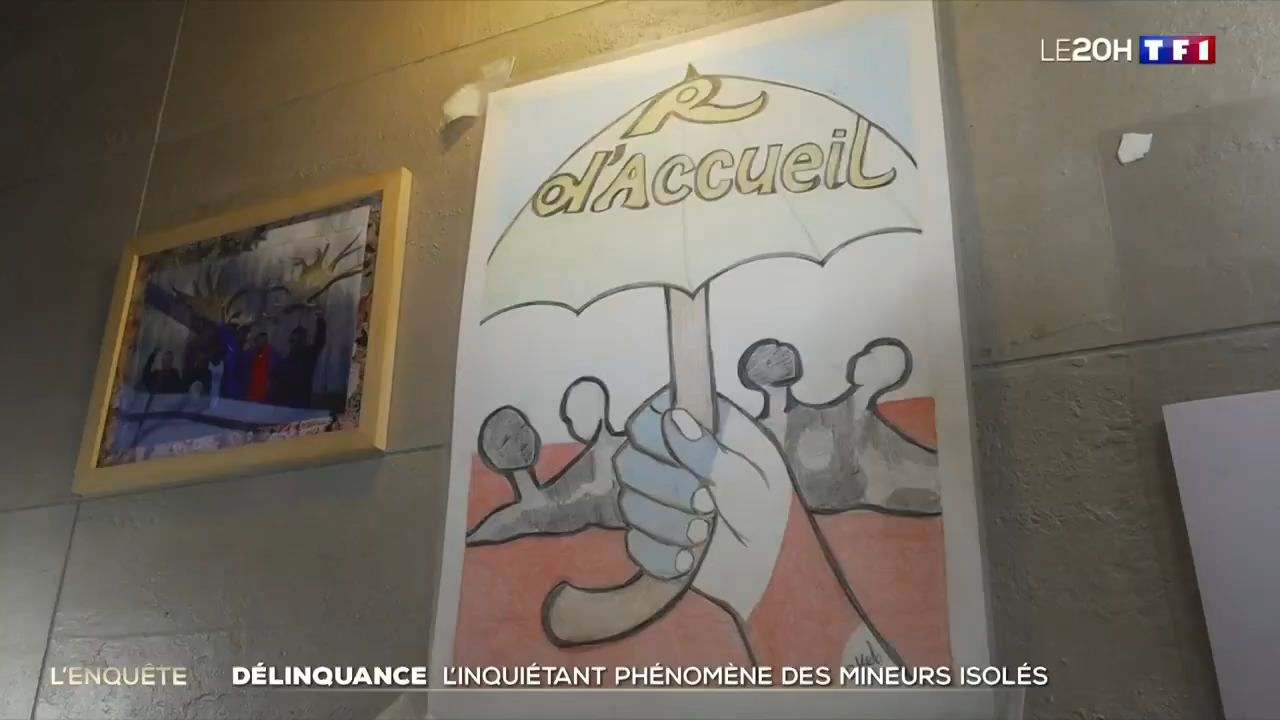 LE20H TF1
R
d'Accueil
L'ENQUÊTE DÉLINQUANCE L'INQUIÉTANT PHÉNOMÈNE DES MINEURS ISOLÉS